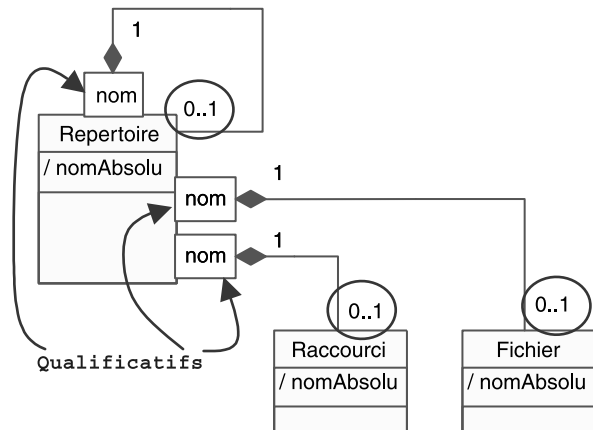 1
nom
0..1
Repertoire
/ nomAbsolu
nom
1
nom
1
0..1
0..1
Qualificatifs
Raccourci
Fichier
/ nomAbsolu
/ nomAbsolu